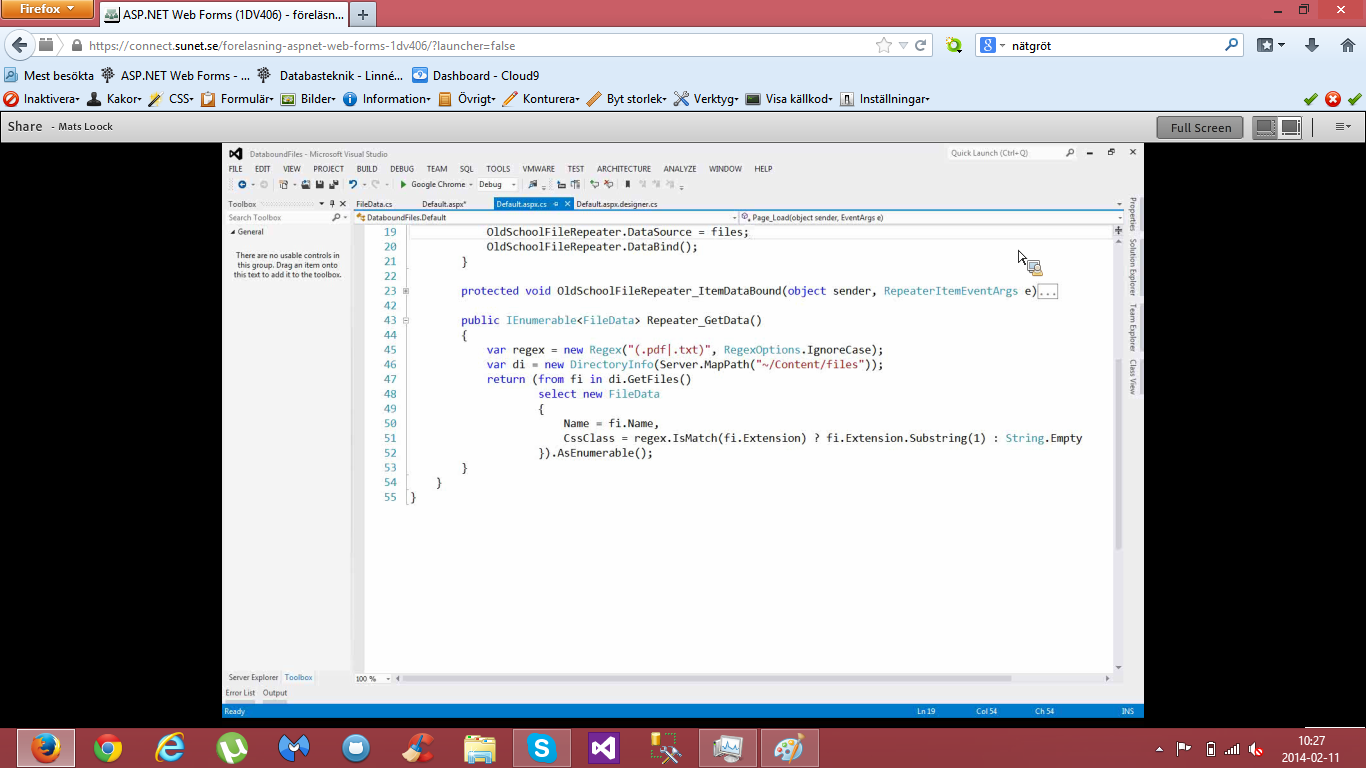 Firefox
ASP.NET Web Forms (1DV406) - föreläsn...
https://connect.sunet.se/forelasning-aspnet-web-forms-1dv406/?launcher=false
nätgröt
Mest besökta ASP.NET Web Forms - ... Databasteknik - Linné... Dashboard - Cloud9
Inaktivera Kakor CSS Formulär Bilder Information Övrigt Konturera Byt storlek Verktyg Visa källkod Inställningar
Share - Mats Loock
Full Screen
DataboundFiles - Microsoft Visual Studio
Quick Launch (Ctrl+Q)
FILE EDIT VIEW PROJECT BUILD DEBUG TEAM SQL TOOLS VMWARE TEST ARCHITECTURE ANALYZE WINDOW HELP
Google Chrome Debug
Toolbox
FileData.cs Default.aspx* Default.aspx.cs Default.aspx.designer.cs
Search Toolbox
DataboundFiles.Default
Page_Load(object sender, EventArgs e)
General
There are no usable controls in
this group. Drag an item onto
this text to add it to the toolbox.
19 OldSchoolFileRepeater.DataSource = files;
20 OldSchoolFileRepeater.DataBind();
21 }
22
23 protected void OldSchoolFileRepeater_ItemDataBound(object sender, RepeaterItemEventArgs e)...
42
43 public IEnumerable<FileData> Repeater_GetData()
44 {
45 var regex = new Regex("(.pdf|.txt)", RegexOptions.IgnoreCase);
46 var di = new DirectoryInfo(Server.MapPath("~/Content/files"));
47 return (from fi in di.GetFiles()
48 select new FileData
49 {
50 Name = fi.Name,
51 CssClass = regex.IsMatch(fi.Extension) ? fi.Extension.Substring(1) : String.Empty
52 }).AsEnumerable();
53 }
54 }
55 }
Properties
Solution Explorer
Team Explorer
Class View
Server Explorer Toolbox
100 %
Error List Output
Ready
Ln 19 Col 54 Ch 54 INS
10:27
2014-02-11